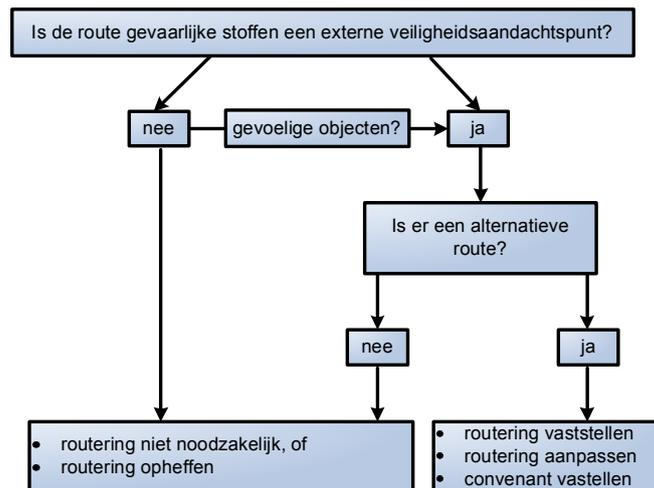 Is de route gevaarlijke stoffen een externe veiligheidsaandachtspunt?
nee
gevoelige objecten?
ja
Is er een alternatieve
route?
nee
ja
• routering niet noodzakelijk, of
• routering opheffen
• routering vaststellen
• routering aanpassen
• convenant vastellen